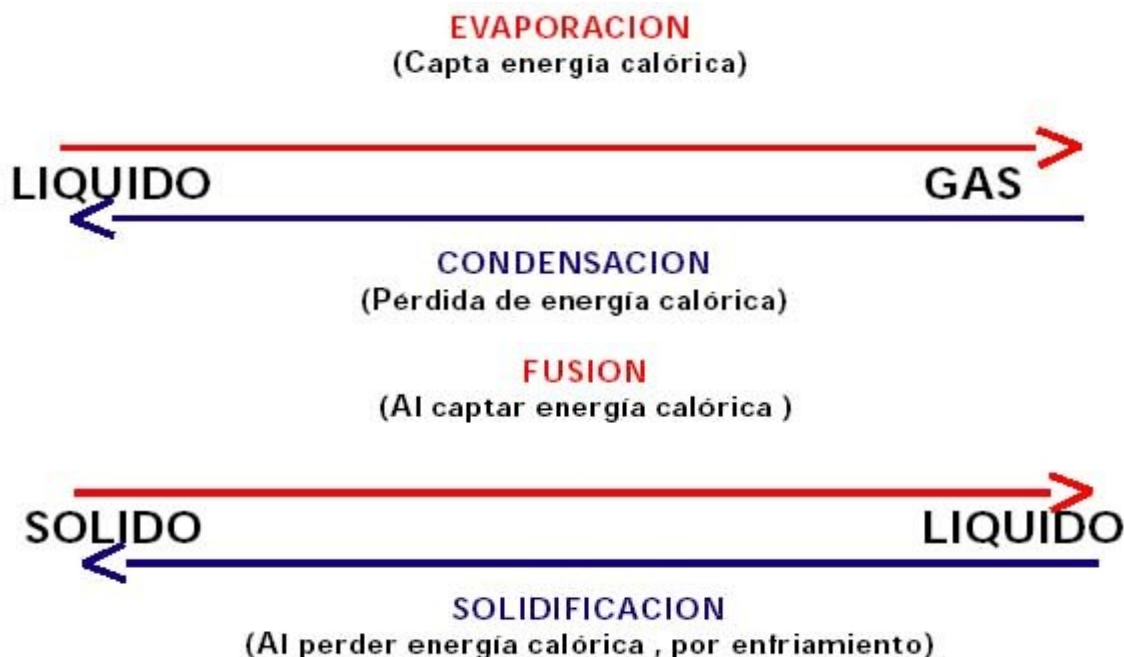 EVAPORACION
(Capta energía calórica)
LIQUIDO GAS
CONDENSACION
(Pérdida de energía calórica)
FUSION
(Al captar energía calórica )
SOLIDO LIQUIDO
SOLIDIFICACION
(Al perder energía calórica , por enfriamiento)